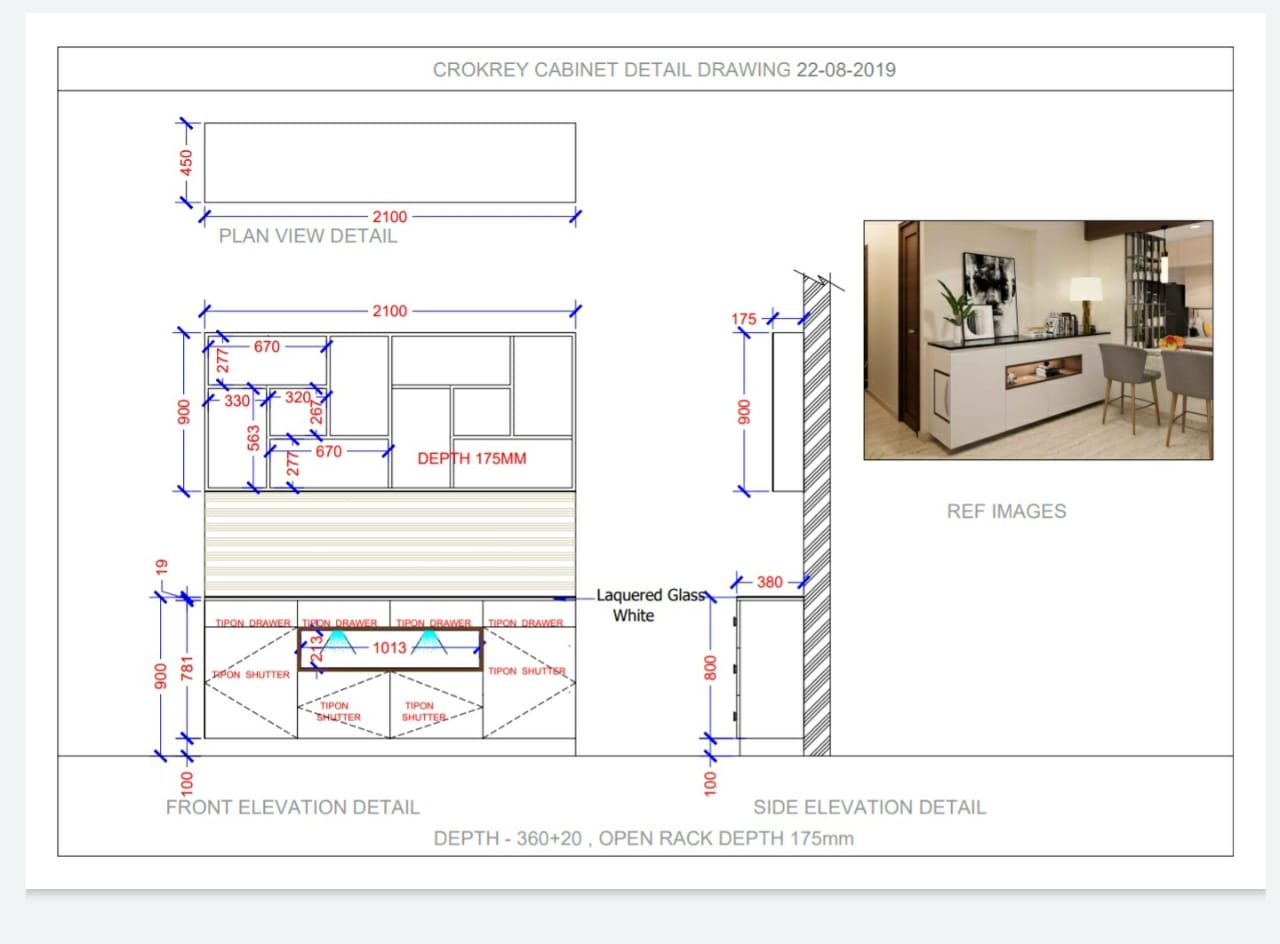 CROKREY CABINET DETAIL DRAWING 22-08-2019
450
2100
PLAN VIEW DETAIL
2100
900
277
670
330
320
267
563
670
277
DEPTH 175MM
175
900
REF IMAGES
19
Laquered Glass
White
380
TIPON DRAWER
TIPON DRAWER
TIPON DRAWER
TIPON DRAWER
213
1013
900
781
TIPON SHUTTER
TIPON SHUTTER
TIPON
SHUTTER
TIPON
SHUTTER
800
100
100
FRONT ELEVATION DETAIL
SIDE ELEVATION DETAIL
DEPTH - 360+20 , OPEN RACK DEPTH 175mm